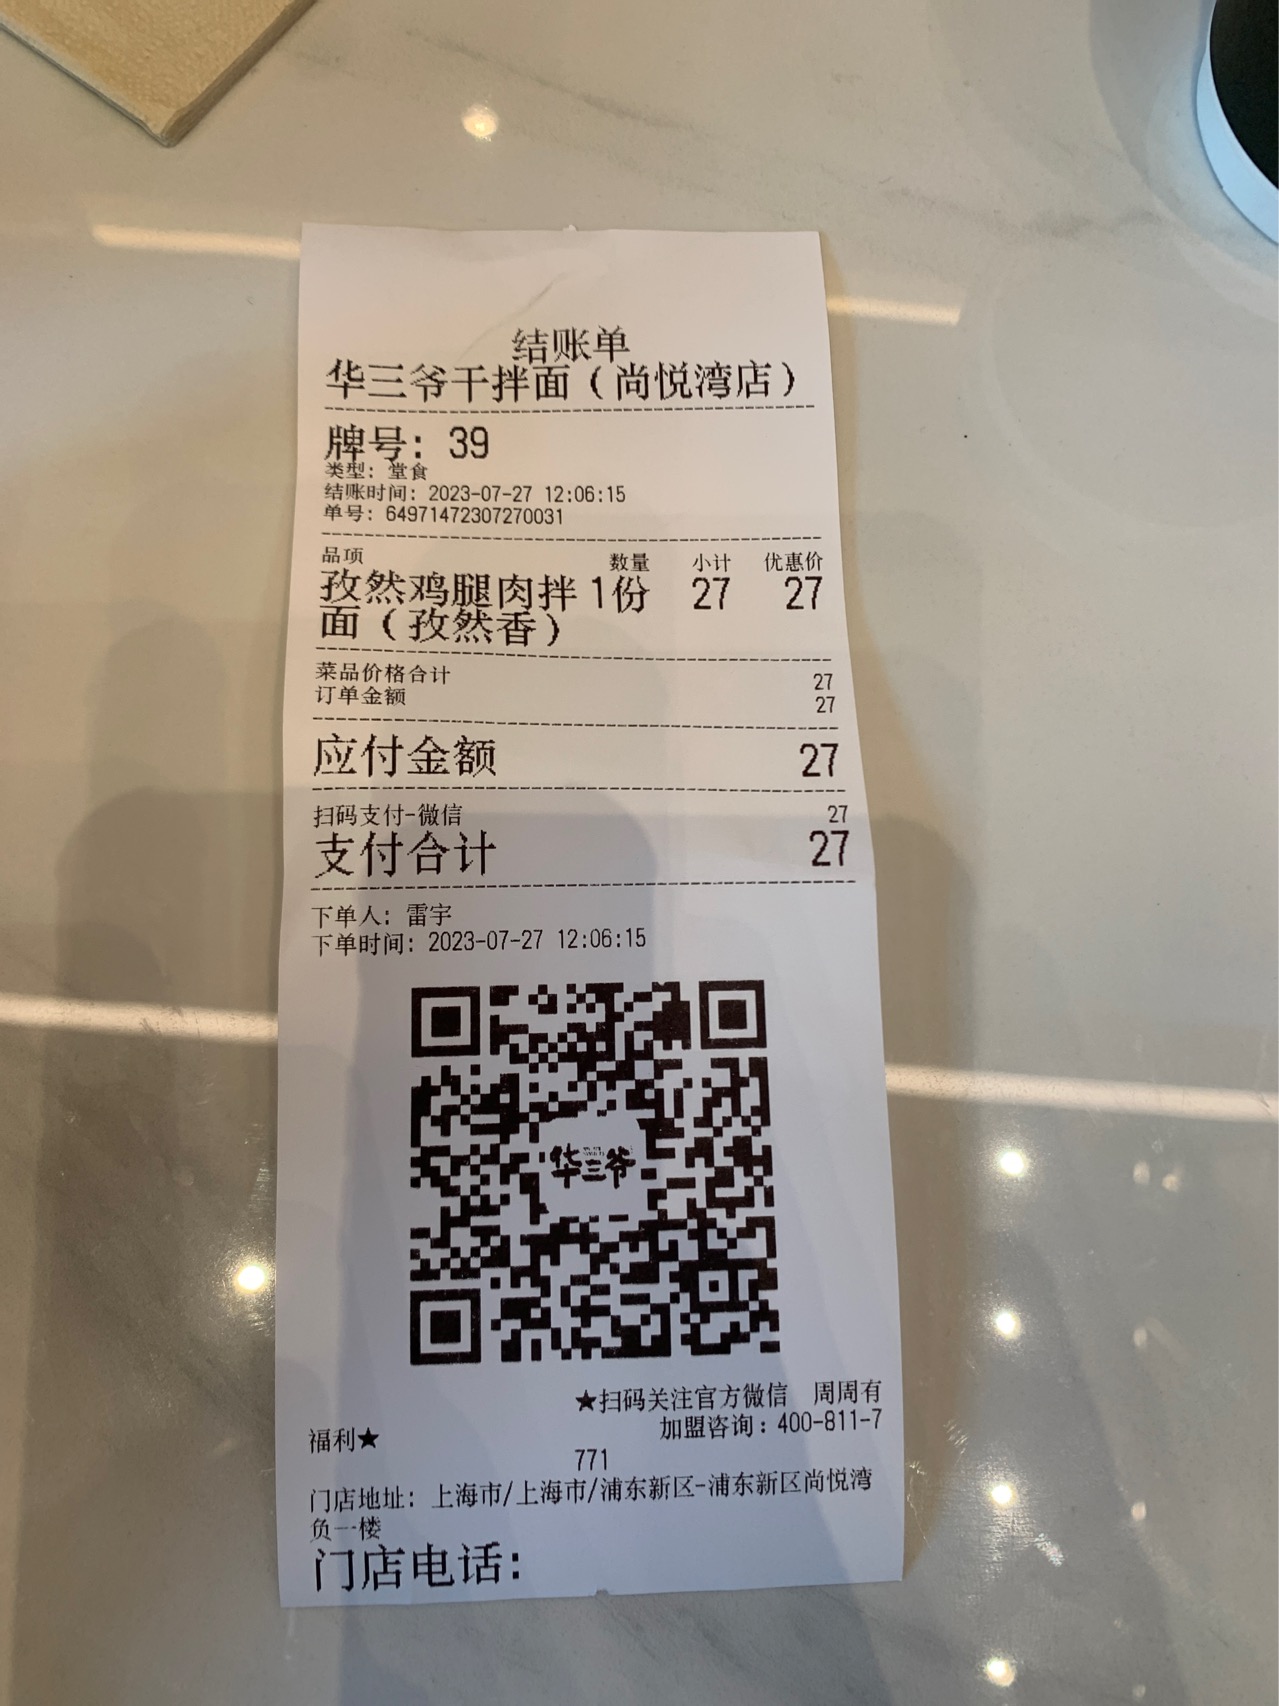 结账单
华三爷干拌面（尚悦湾店）
牌号: 39
类型: 堂食
结账时间: 2023-07-27 12:06:15
单号: 64971472307270031
品项 数量 小计 优惠价
孜然鸡腿肉拌 1份 27 27
面（孜然香）
菜品价格合计 27
订单金额 27
应付金额 27
扫码支付-微信 27
支付合计 27
下单人: 雷宇
下单时间: 2023-07-27 12:06:15
华三爷
★扫码关注官方微信 周周有
福利★ 加盟咨询：400-811-7
771
门店地址: 上海市/上海市/浦东新区-浦东新区尚悦湾
负一楼
门店电话: